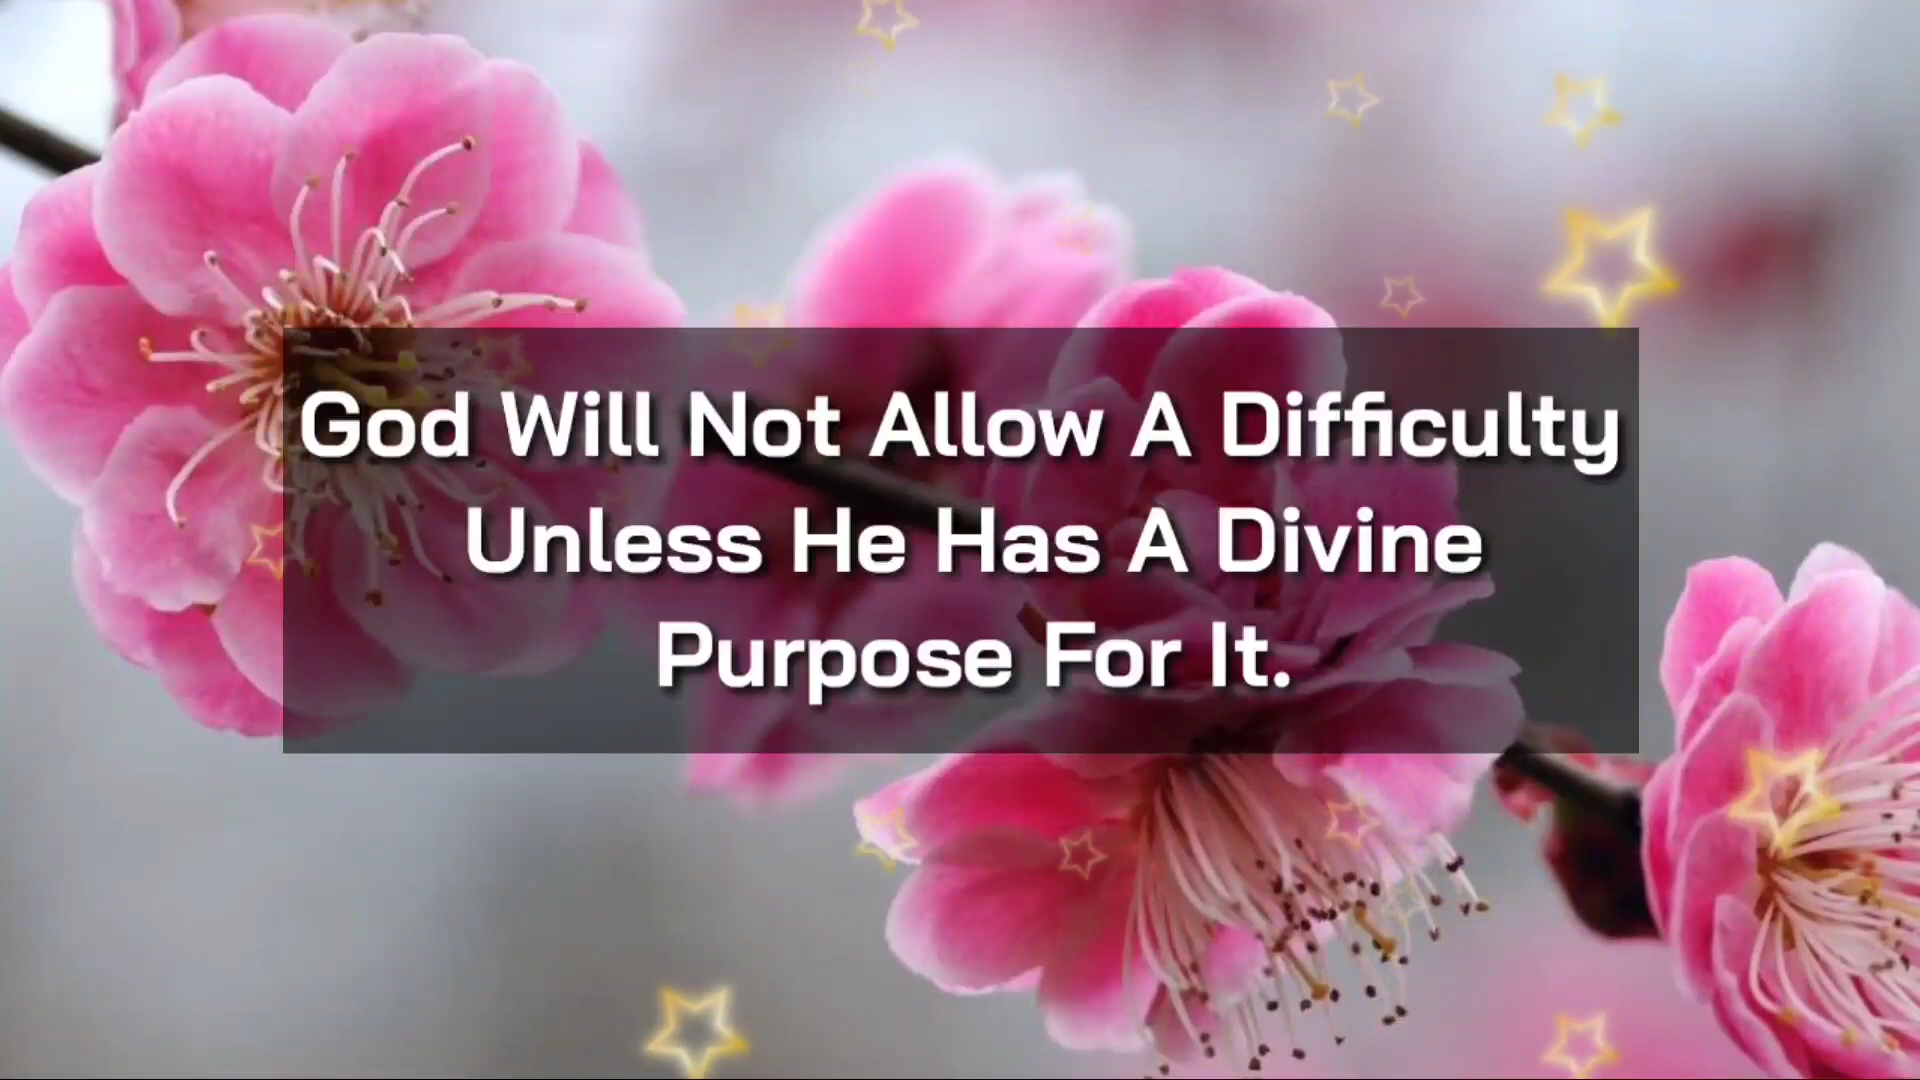 God Will Not Allow A Difficulty
Unless He Has A Divine
Purpose For It.